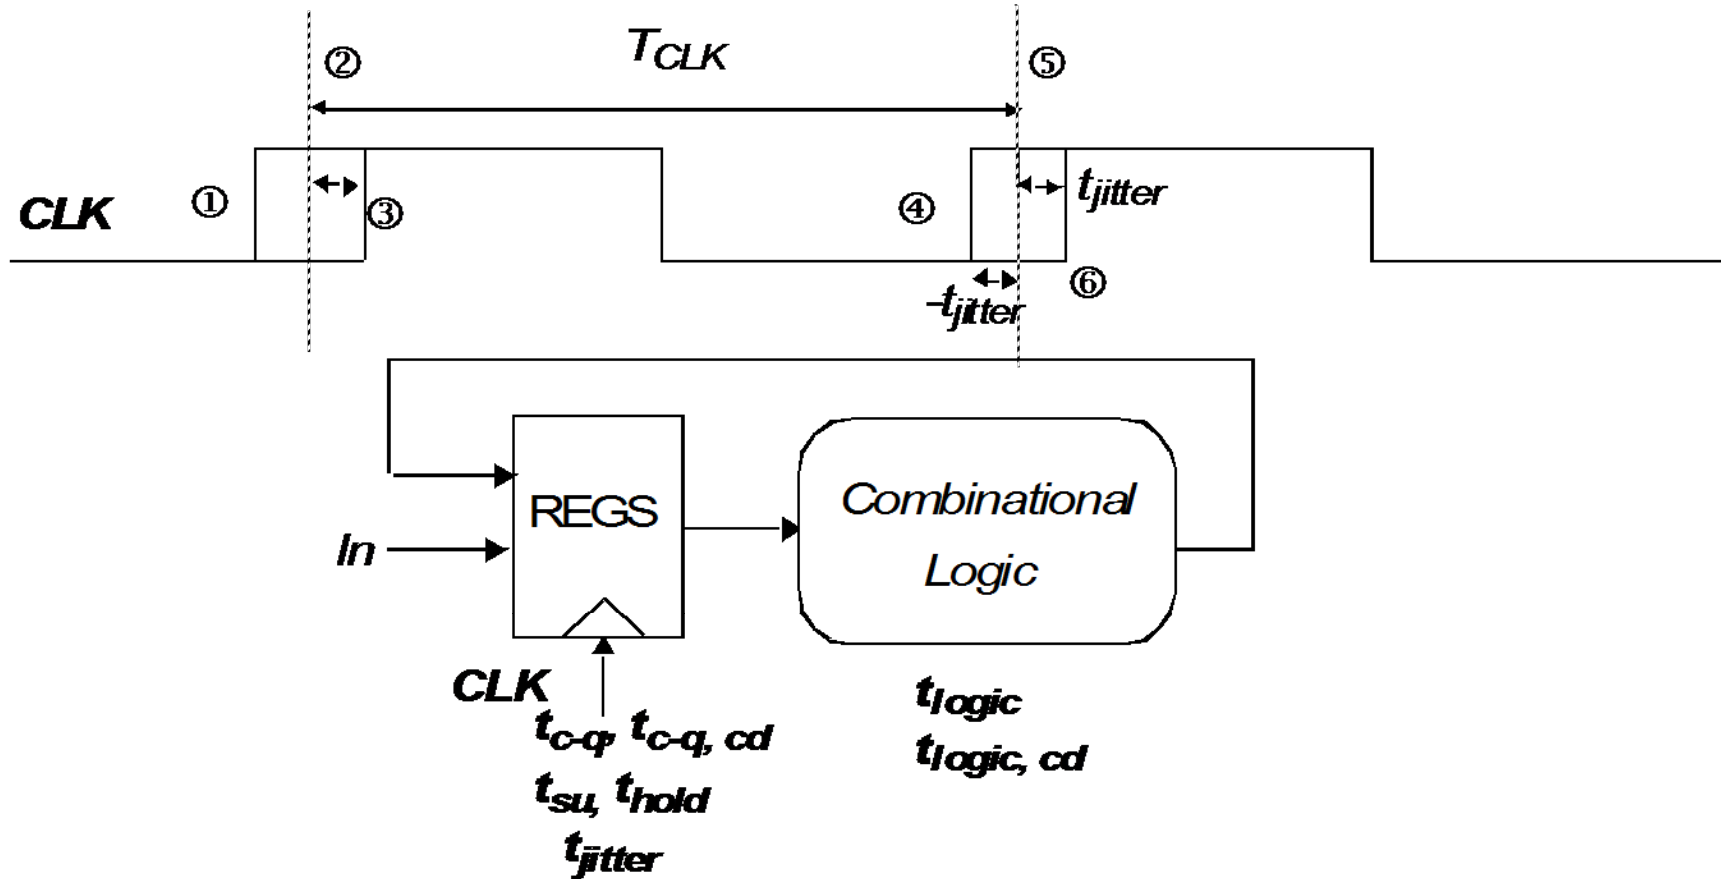 ② T_CLK ⑤
CLK ① ③ ④ t_jitter
-t_jitter ⑥
REGS
In
Combinational
Logic
CLK
t_c-q, t_c-q, cd
t_su, t_hold
t_jitter
t_logic
t_logic, cd